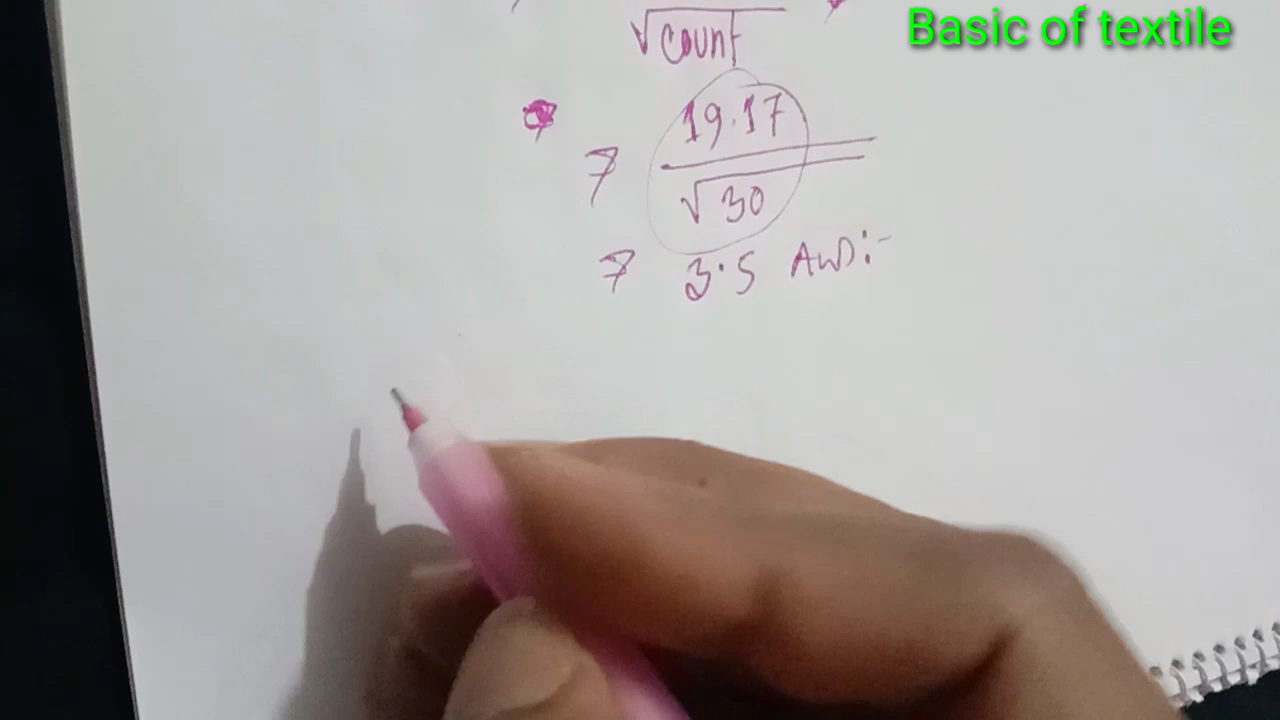 Basic of textile
√count
19.17
7
√30
7 3.5 Ans:-